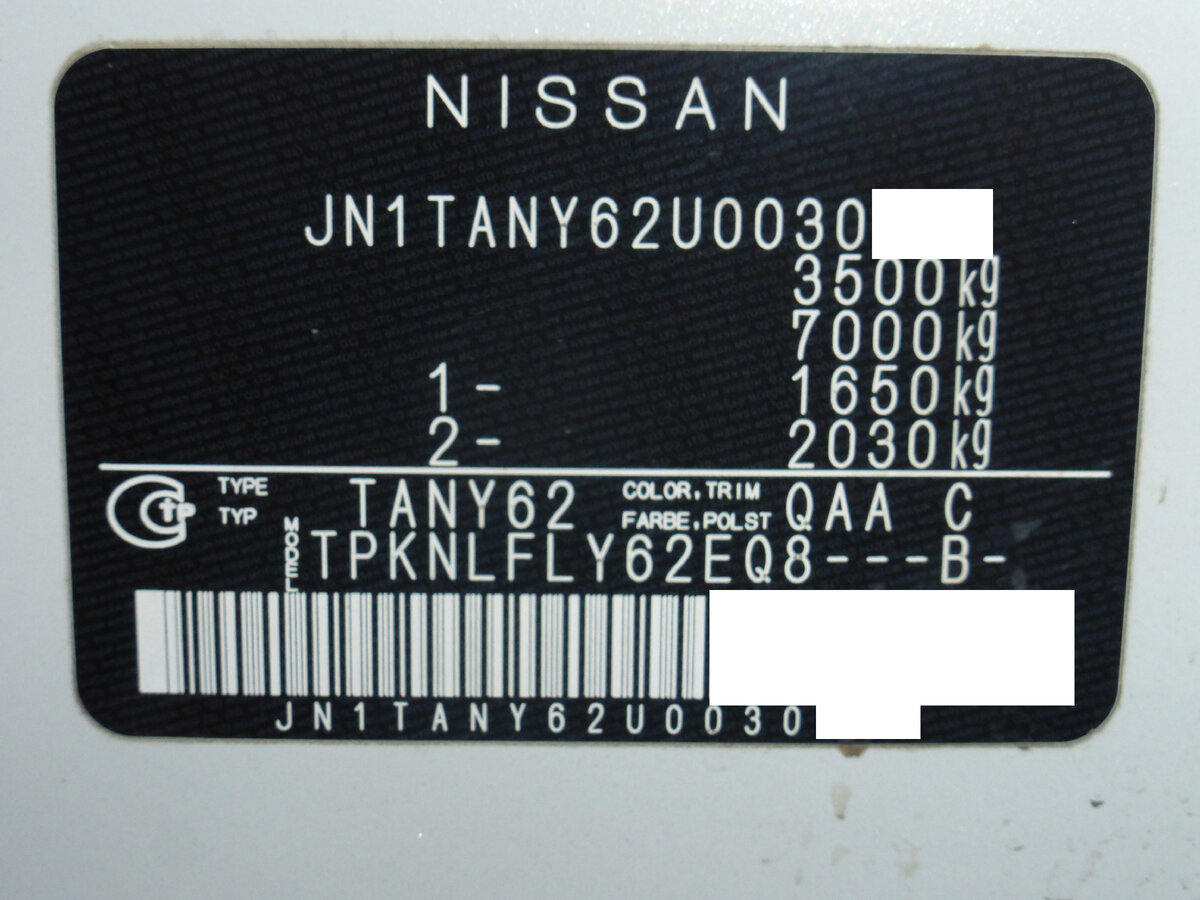 NISSAN
JN1TANY62U0030
3500kg
7000kg
1- 1650kg
2- 2030kg
TYPE TANY62 COLOR,TRIM QAA C
TYP FARBE,POLST
MODEL TPKNLFLY62EQ8---B-
JN1TANY62U0030